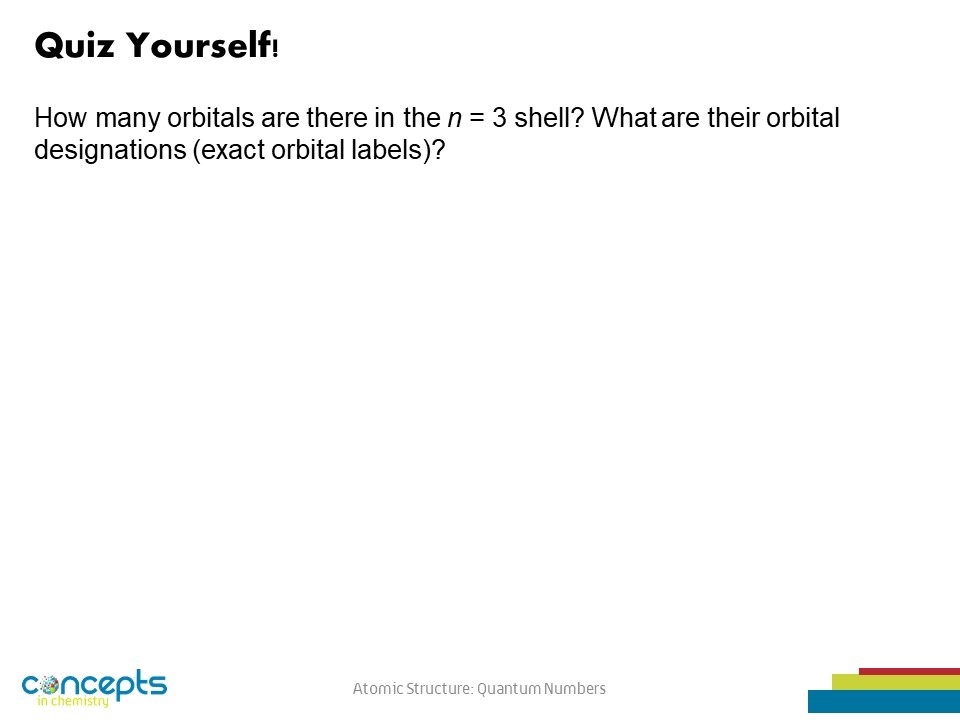 Quiz Yourself!
How many orbitals are there in the n = 3 shell? What are their orbital
designations (exact orbital labels)?
concepts
in chemistry
Atomic Structure: Quantum Numbers